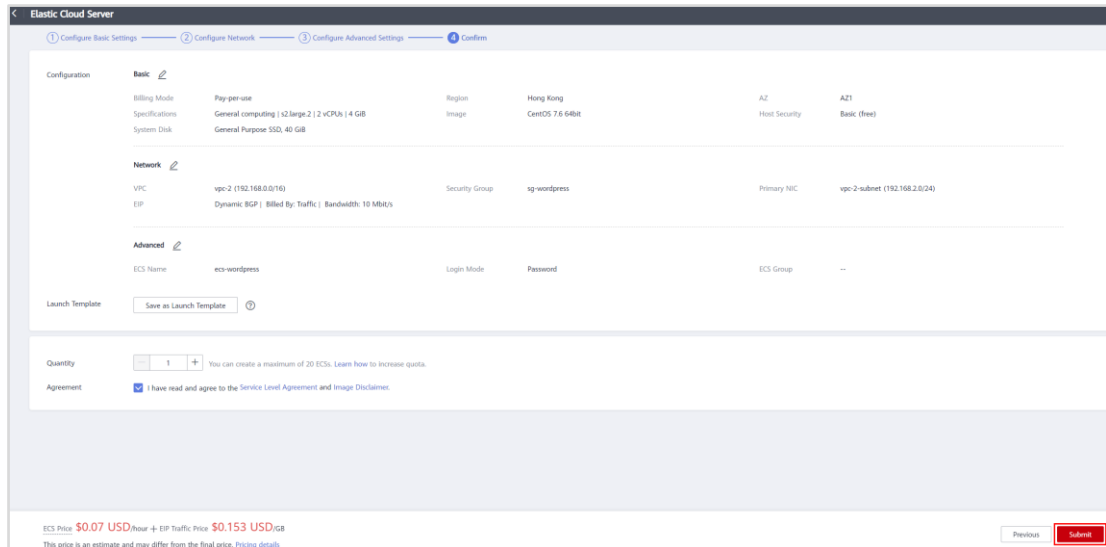 < Elastic Cloud Server
1 Configure Basic Settings 2 Configure Network 3 Configure Advanced Settings 4 Confirm
Configuration Basic
Billing Mode Pay-per-use Region Hong Kong AZ AZ1
Specifications General computing | s2.large.2 | 2 vCPUs | 4 GiB Image CentOS 7.6 64bit Host Security Basic (free)
System Disk General Purpose SSD, 40 GiB
Network
VPC vpc-2 (192.168.0.0/16) Security Group sg-wordpress Primary NIC vpc-2-subnet (192.168.2.0/24)
EIP Dynamic BGP | Billed By: Traffic | Bandwidth: 10 Mbit/s
Advanced
ECS Name ecs-wordpress Login Mode Password ECS Group --
Launch Template Save as Launch Template ?
Quantity − 1 + You can create a maximum of 20 ECSs. Learn how to increase quota.
Agreement I have read and agree to the Service Level Agreement and Image Disclaimer.
ECS Price $0.07 USD/hour + EIP Traffic Price $0.153 USD/GB
Previous Submit
This price is an estimate and may differ from the final price. Pricing details